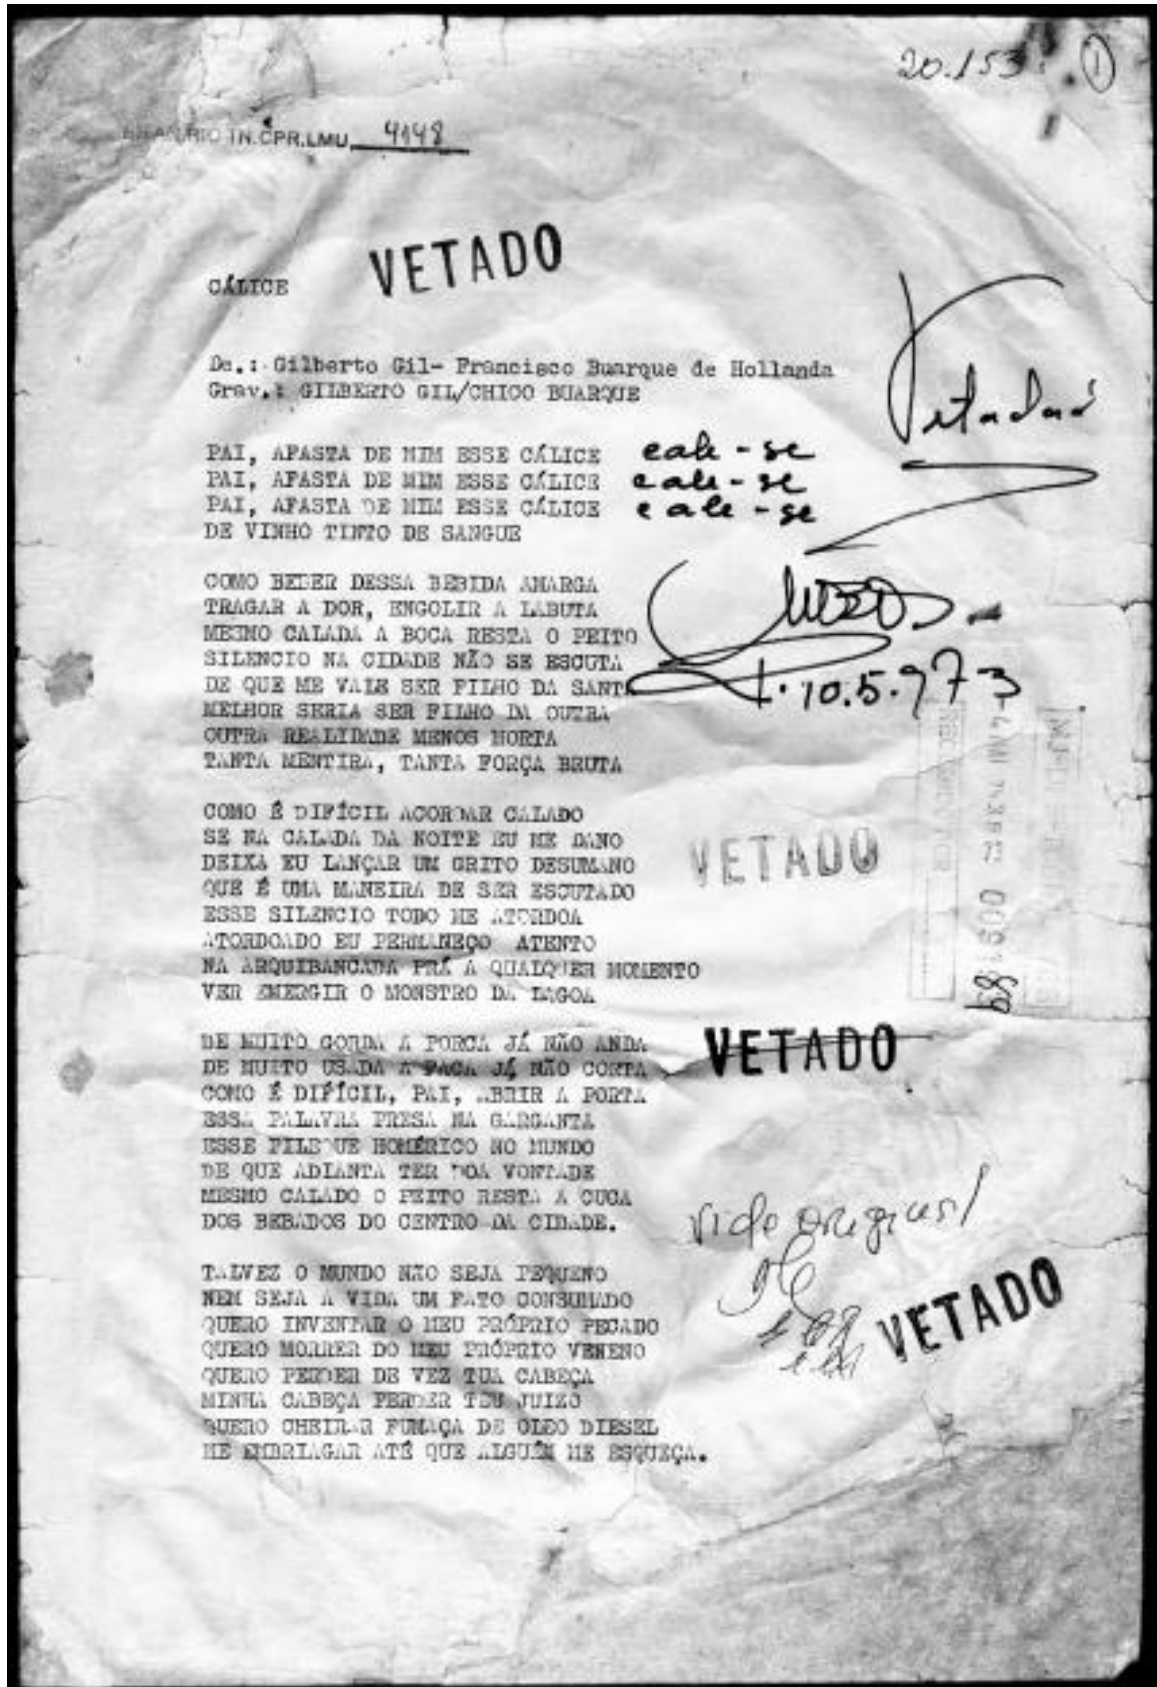 20.153 1
IN.CPR.LMU, 4148
VETADO
CÁLICE
De.: Gilberto Gil- Francisco Buarque de Hollanda
Grav.: GILBERTO GIL/CHICO BUARQUE
Vetado
PAI, AFASTA DE MIM ESSE CÁLICE cale-se
PAI, AFASTA DE MIM ESSE CÁLICE cale-se
PAI, AFASTA DE MIM ESSE CÁLICE cale-se
DE VINHO TINTO DE SANGUE
COMO BEBER DESSA BEBIDA AMARGA
TRAGAR A DOR, ENGOLIR A LABUTA
MESMO CALADA A BOCA RESTA O PEITO
SILENCIO NA CIDADE NÃO SE ESCUTA
DE QUE ME VALE SER FILHO DA SANTA
10.5.973
MELHOR SERIA SER FILHO DA OUTRA
OUTRA REALIDADE MENOS MORTA
TANTA MENTIRA, TANTA FORÇA BRUTA
COMO É DIFÍCIL ACORDAR CALADO
SE NA CALADA DA NOITE EU ME DANO
DEIXA EU LANÇAR UM GRITO DESUMANO
VETADO
QUE É UMA MANEIRA DE SER ESCUTADO
ESSE SILENCIO TODO ME ATORDOA
ATORDOADO EU PERMANEÇO ATENTO
NA ARQUIBANCADA PRÁ A QUALQUER MOMENTO
VER EMERGIR O MONSTRO DA LAGOA
009189
DE MUITO GORDA A PORCA JÁ NÃO ANDA
VETADO
DE MUITO USADA A FACA JÁ NÃO CORTA
COMO É DIFÍCIL, PAI, ABRIR A PORTA
ESSA PALAVRA PRESA NA GARGANTA
ESSE PILEQUE HOMÉRICO NO MUNDO
DE QUE ADIANTA TER BOA VONTADE
MESMO CALADO O PEITO RESTA A CUCA
DOS BEBADOS DO CENTRO DA CIDADE.
vide original
TALVEZ O MUNDO NÃO SEJA PEQUENO
NEM SEJA A VIDA UM FATO CONSUMADO
VETADO
QUERO INVENTAR O MEU PRÓPRIO PECADO
QUERO MORRER DO MEU PRÓPRIO VENENO
QUERO PERDER DE VEZ TUA CABEÇA
MINHA CABEÇA PERDER TEU JUIZO
QUERO CHEIRAR FUMAÇA DE OLEO DIESEL
ME EMBRIAGAR ATÉ QUE ALGUÉM ME ESQUEÇA.